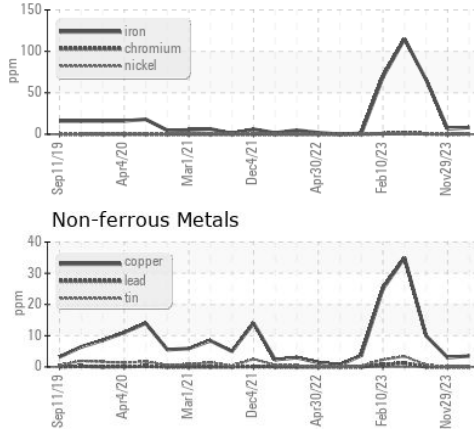 150
100
50
0
ppm
iron
chromium
nickel
Sep11/19
Apr4/20
Mar1/21
Dec4/21
Apr30/22
Feb10/23
Nov29/23
Non-ferrous Metals
40
30
20
10
0
ppm
copper
lead
tin
Sep11/19
Apr4/20
Mar1/21
Dec4/21
Apr30/22
Feb10/23
Nov29/23